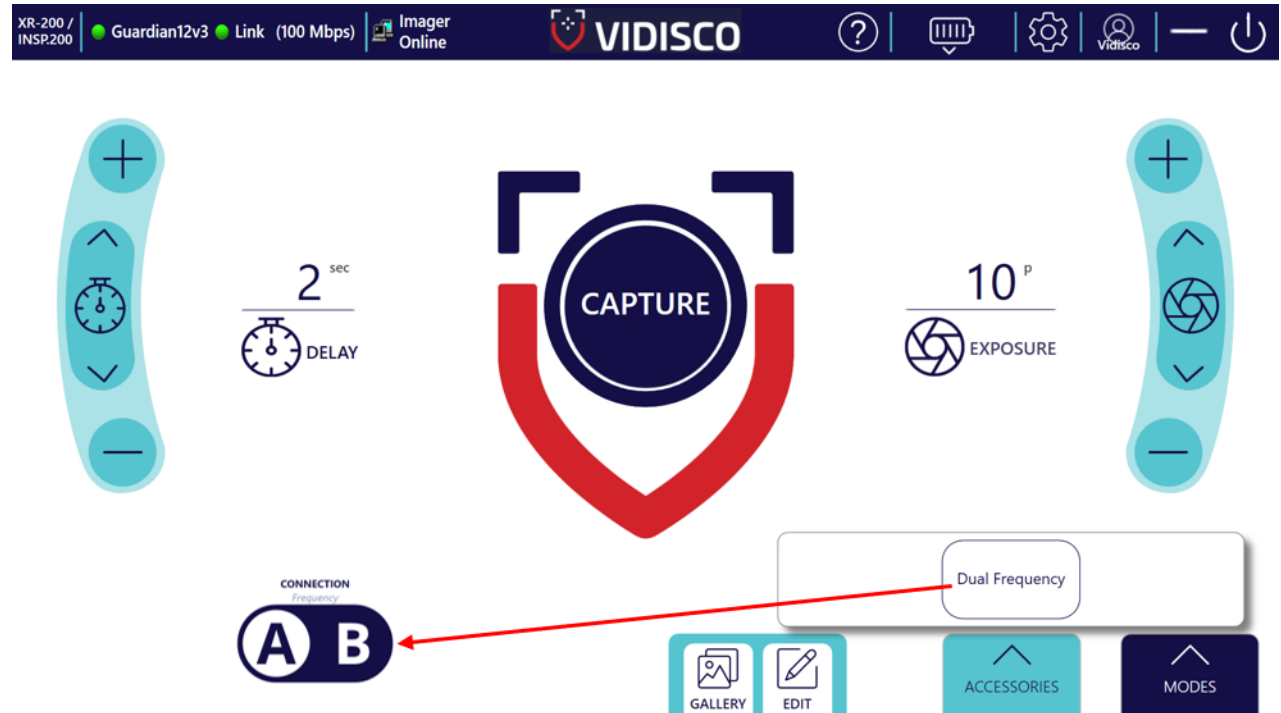 XR-200 /
INSP.200
Guardian12v3
Link (100 Mbps)
Imager
Online
VIDISCO
?
Vidisco
2 sec
DELAY
CAPTURE
10 P
EXPOSURE
Dual Frequency
CONNECTION
Frequency
A B
GALLERY
EDIT
ACCESSORIES
MODES